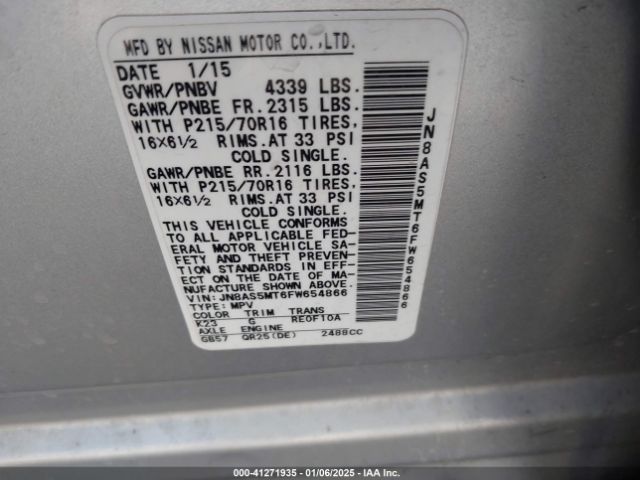 MFD BY NISSAN MOTOR CO.,LTD.
DATE 1/15
GVWR/PNBV 4339 LBS.
GAWR/PNBE FR.2315 LBS.
WITH P215/70R16 TIRES,
16X6½ RIMS.AT 33 PSI
COLD SINGLE.
GAWR/PNBE RR.2116 LBS.
WITH P215/70R16 TIRES,
16X6½ RIMS.AT 33 PSI
COLD SINGLE.
THIS VEHICLE CONFORMS
TO ALL APPLICABLE FED-
ERAL MOTOR VEHICLE SA-
FETY AND THEFT PREVEN-
TION STANDARDS IN EFF-
ECT ON THE DATE OF MA-
NUFACTURE SHOWN ABOVE.
VIN: JN8AS5MT6FW654866
TYPE: MPV
COLOR TRIM TRANS
K23 G RE0F10A
AXLE ENGINE
GB57 QR25(DE) 2488CC
JN8AS5MT6FW654866
000-41271935 - 01/06/2025 - IAA Inc.